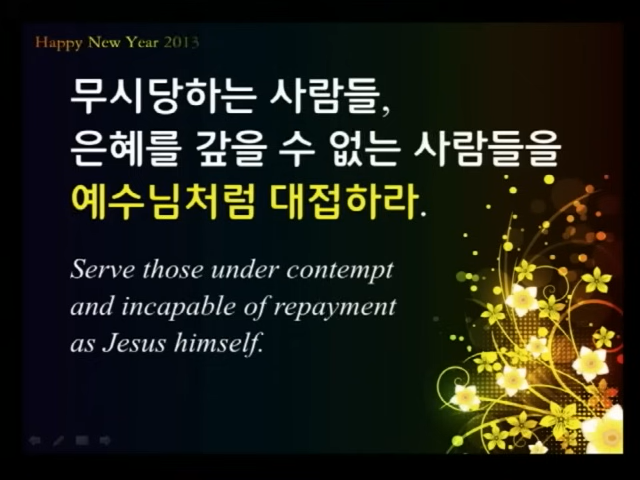 Happy New Year 2013
무시당하는 사람들,
은혜를 갚을 수 없는 사람들을
예수님처럼 대접하라.
Serve those under contempt
and incapable of repayment
as Jesus himself.